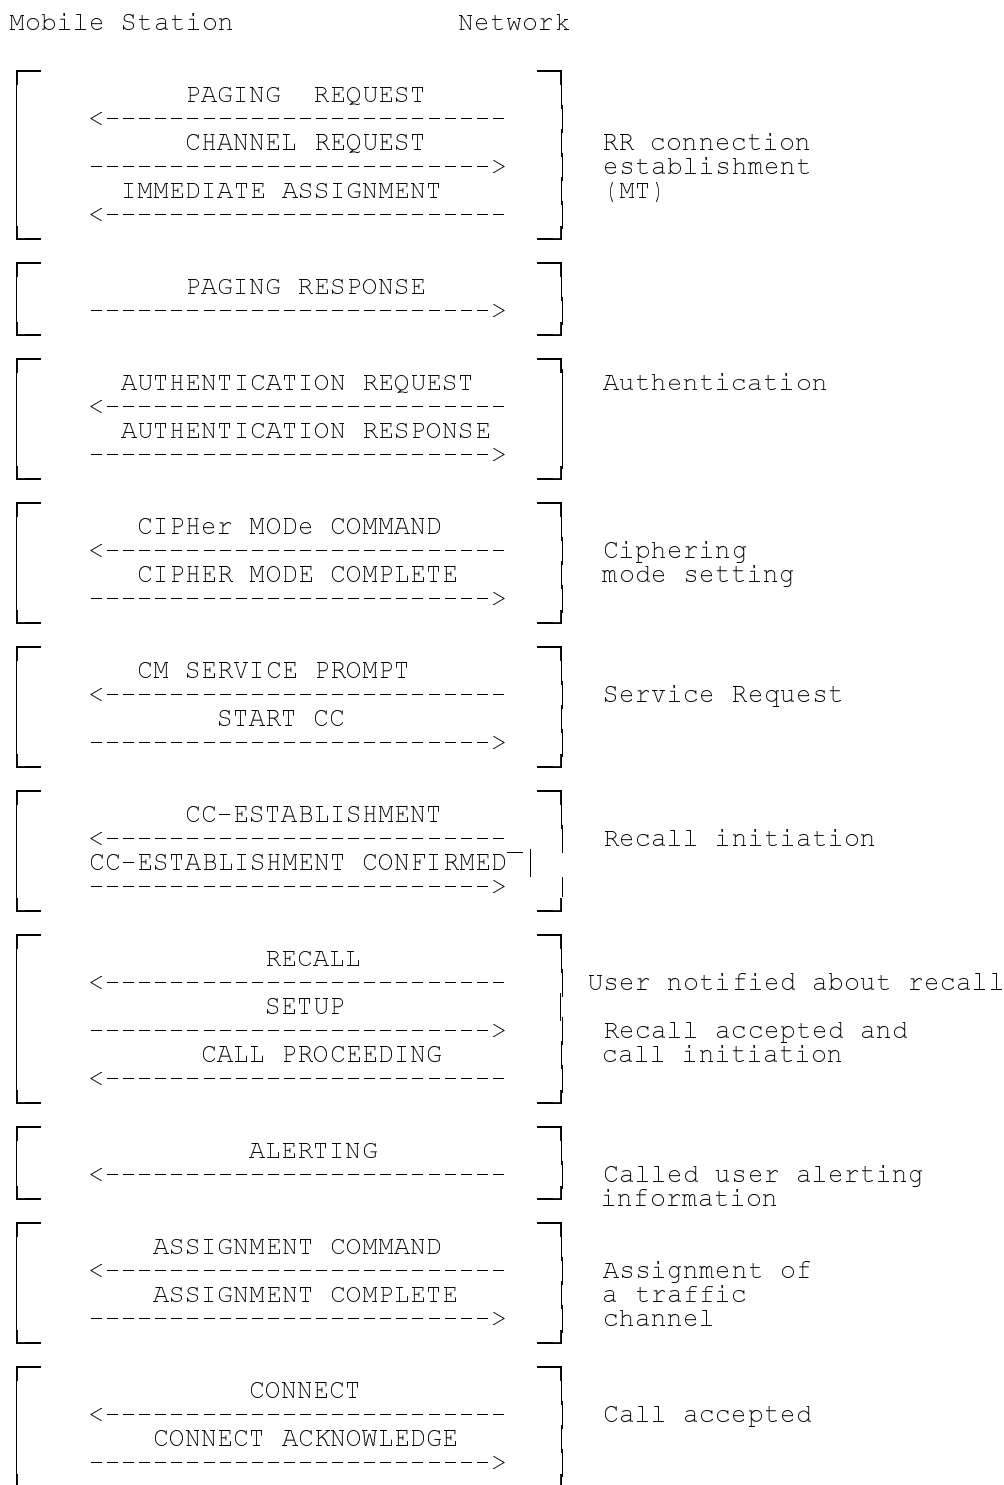 Mobile Station Network
PAGING REQUEST
<--------------------------
CHANNEL REQUEST
------------------------->
RR connection
establishment
IMMEDIATE ASSIGNMENT
(MT)
<--------------------------
PAGING RESPONSE
------------------------->
AUTHENTICATION REQUEST
Authentication
<--------------------------
AUTHENTICATION RESPONSE
------------------------->
CIPHer MODe COMMAND
<--------------------------
Ciphering
CIPHER MODE COMPLETE
mode setting
------------------------->
CM SERVICE PROMPT
<--------------------------
Service Request
START CC
------------------------->
CC-ESTABLISHMENT
<--------------------------
Recall initiation
CC-ESTABLISHMENT CONFIRMED
------------------------->
RECALL
<--------------------------
User notified about recall
SETUP
------------------------->
Recall accepted and
CALL PROCEEDING
call initiation
<--------------------------
ALERTING
<--------------------------
Called user alerting
information
ASSIGNMENT COMMAND
<--------------------------
Assignment of
ASSIGNMENT COMPLETE
a traffic
------------------------->
channel
CONNECT
<--------------------------
Call accepted
CONNECT ACKNOWLEDGE
------------------------->